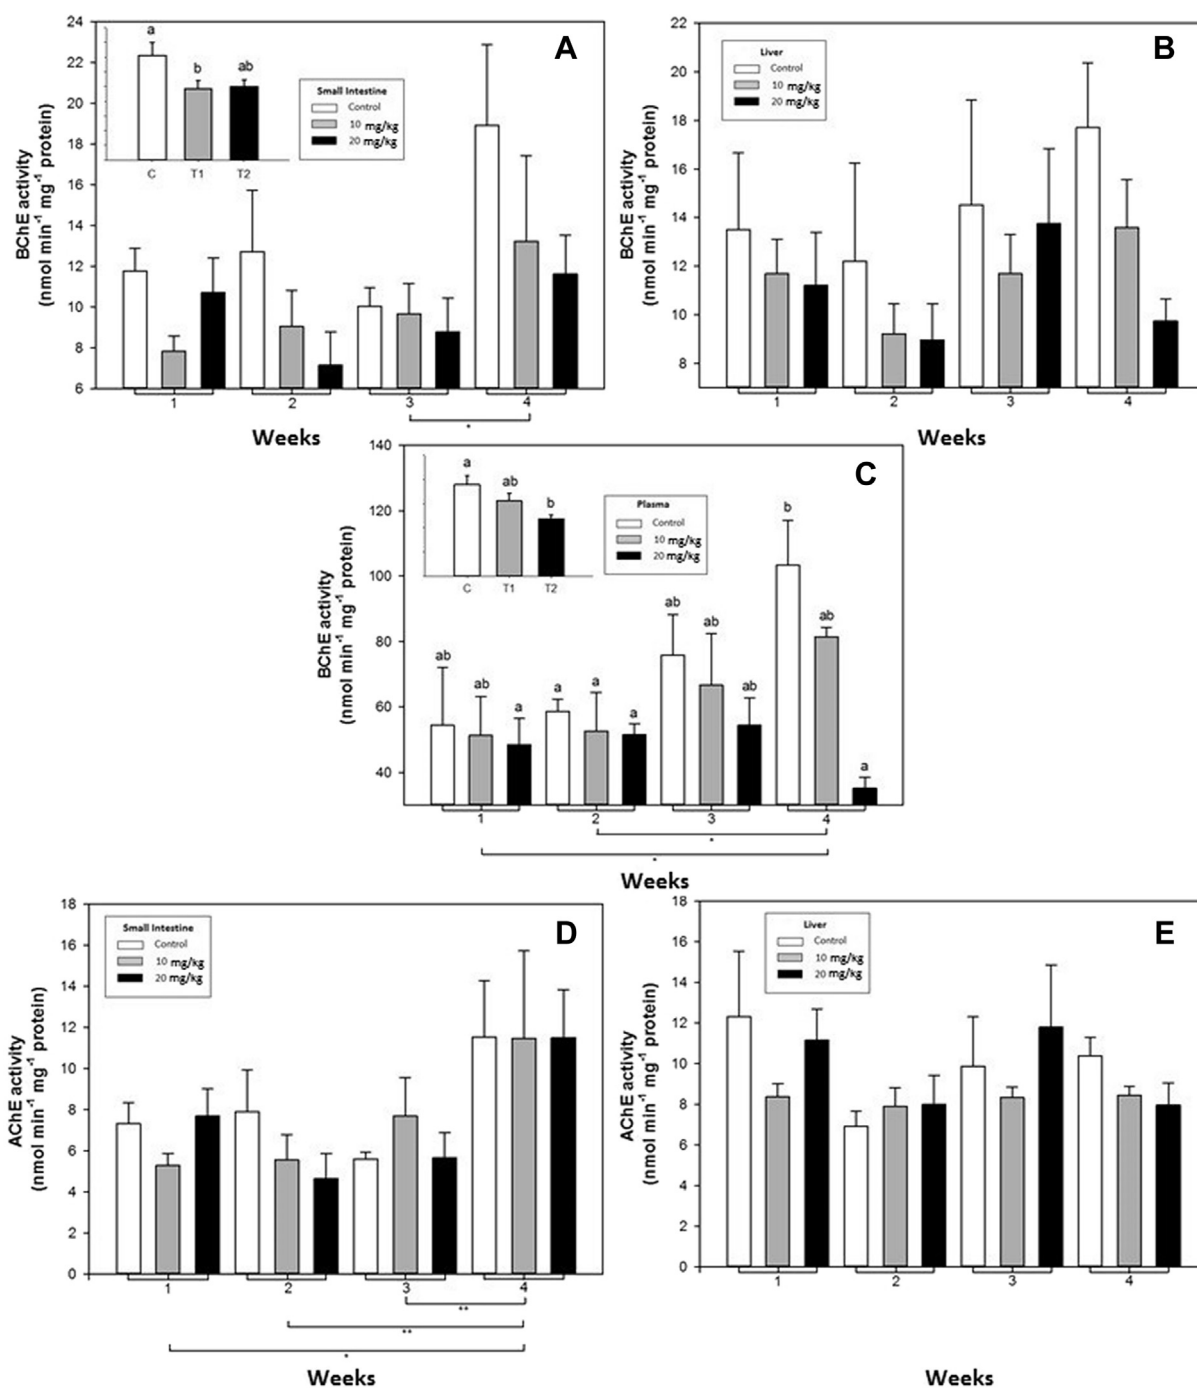 A
BChE activity
(nmol min⁻¹ mg⁻¹ protein)
24
22
20
18
16
14
12
10
8
6
a
b
ab
C T1 T2
Small Intestine
Control
10 mg/kg
20 mg/kg
1 2 3 4
*
Weeks
B
BChE activity
(nmol min⁻¹ mg⁻¹ protein)
22
20
18
16
14
12
10
8
Liver
Control
10 mg/kg
20 mg/kg
1 2 3 4
Weeks
C
BChE activity
(nmol min⁻¹ mg⁻¹ protein)
140
120
100
80
60
40
a
ab
b
C T1 T2
Plasma
Control
10 mg/kg
20 mg/kg
ab ab a a a a ab ab ab b ab a
1 2 3 4
*
*
Weeks
D
AChE activity
(nmol min⁻¹ mg⁻¹ protein)
18
16
14
12
10
8
6
4
2
0
Small Intestine
Control
10 mg/kg
20 mg/kg
1 2 3 4
**
**
*
Weeks
E
AChE activity
(nmol min⁻¹ mg⁻¹ protein)
18
16
14
12
10
8
6
4
2
0
Liver
Control
10 mg/kg
20 mg/kg
1 2 3 4
Weeks